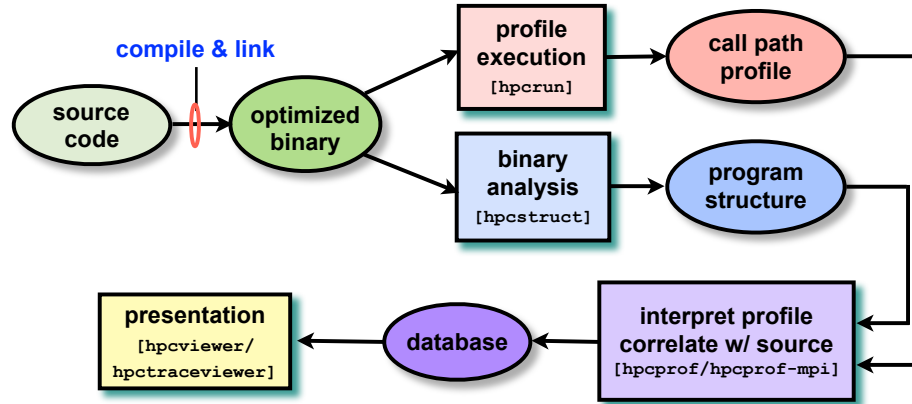 compile & link
source
code
optimized
binary
profile
execution
[hpcrun]
call path
profile
binary
analysis
[hpcstruct]
program
structure
presentation
[hpcviewer/
hpctraceviewer]
database
interpret profile
correlate w/ source
[hpcprof/hpcprof-mpi]